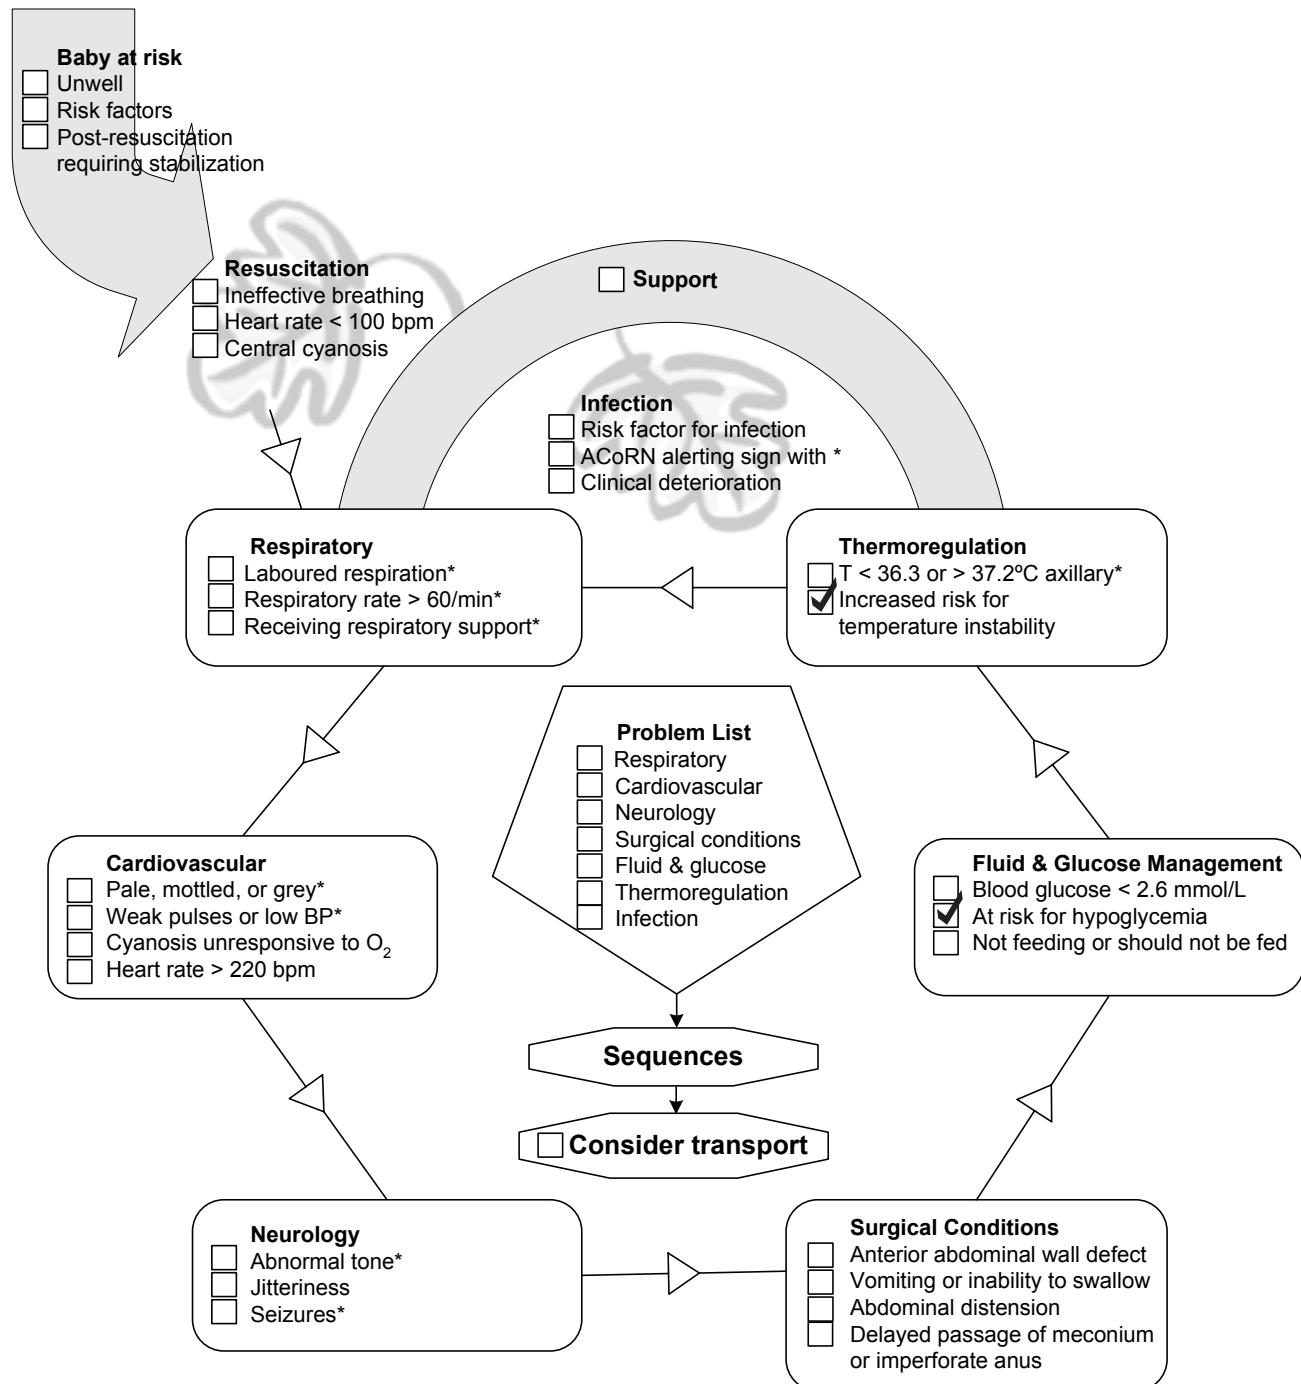 Baby at risk
Unwell
Risk factors
Post-resuscitation
requiring stabilization
Resuscitation
Ineffective breathing
Heart rate < 100 bpm
Central cyanosis
Support
Infection
Risk factor for infection
ACoRN alerting sign with *
Clinical deterioration
Respiratory
Laboured respiration*
Respiratory rate > 60/min*
Receiving respiratory support*
Thermoregulation
T < 36.3 or > 37.2ºC axillary*
Increased risk for
temperature instability
Problem List
Respiratory
Cardiovascular
Neurology
Surgical conditions
Fluid & glucose
Thermoregulation
Infection
Cardiovascular
Pale, mottled, or grey*
Weak pulses or low BP*
Cyanosis unresponsive to O₂
Heart rate > 220 bpm
Fluid & Glucose Management
Blood glucose < 2.6 mmol/L
At risk for hypoglycemia
Not feeding or should not be fed
Sequences
Consider transport
Neurology
Abnormal tone*
Jitteriness
Seizures*
Surgical Conditions
Anterior abdominal wall defect
Vomiting or inability to swallow
Abdominal distension
Delayed passage of meconium
or imperforate anus